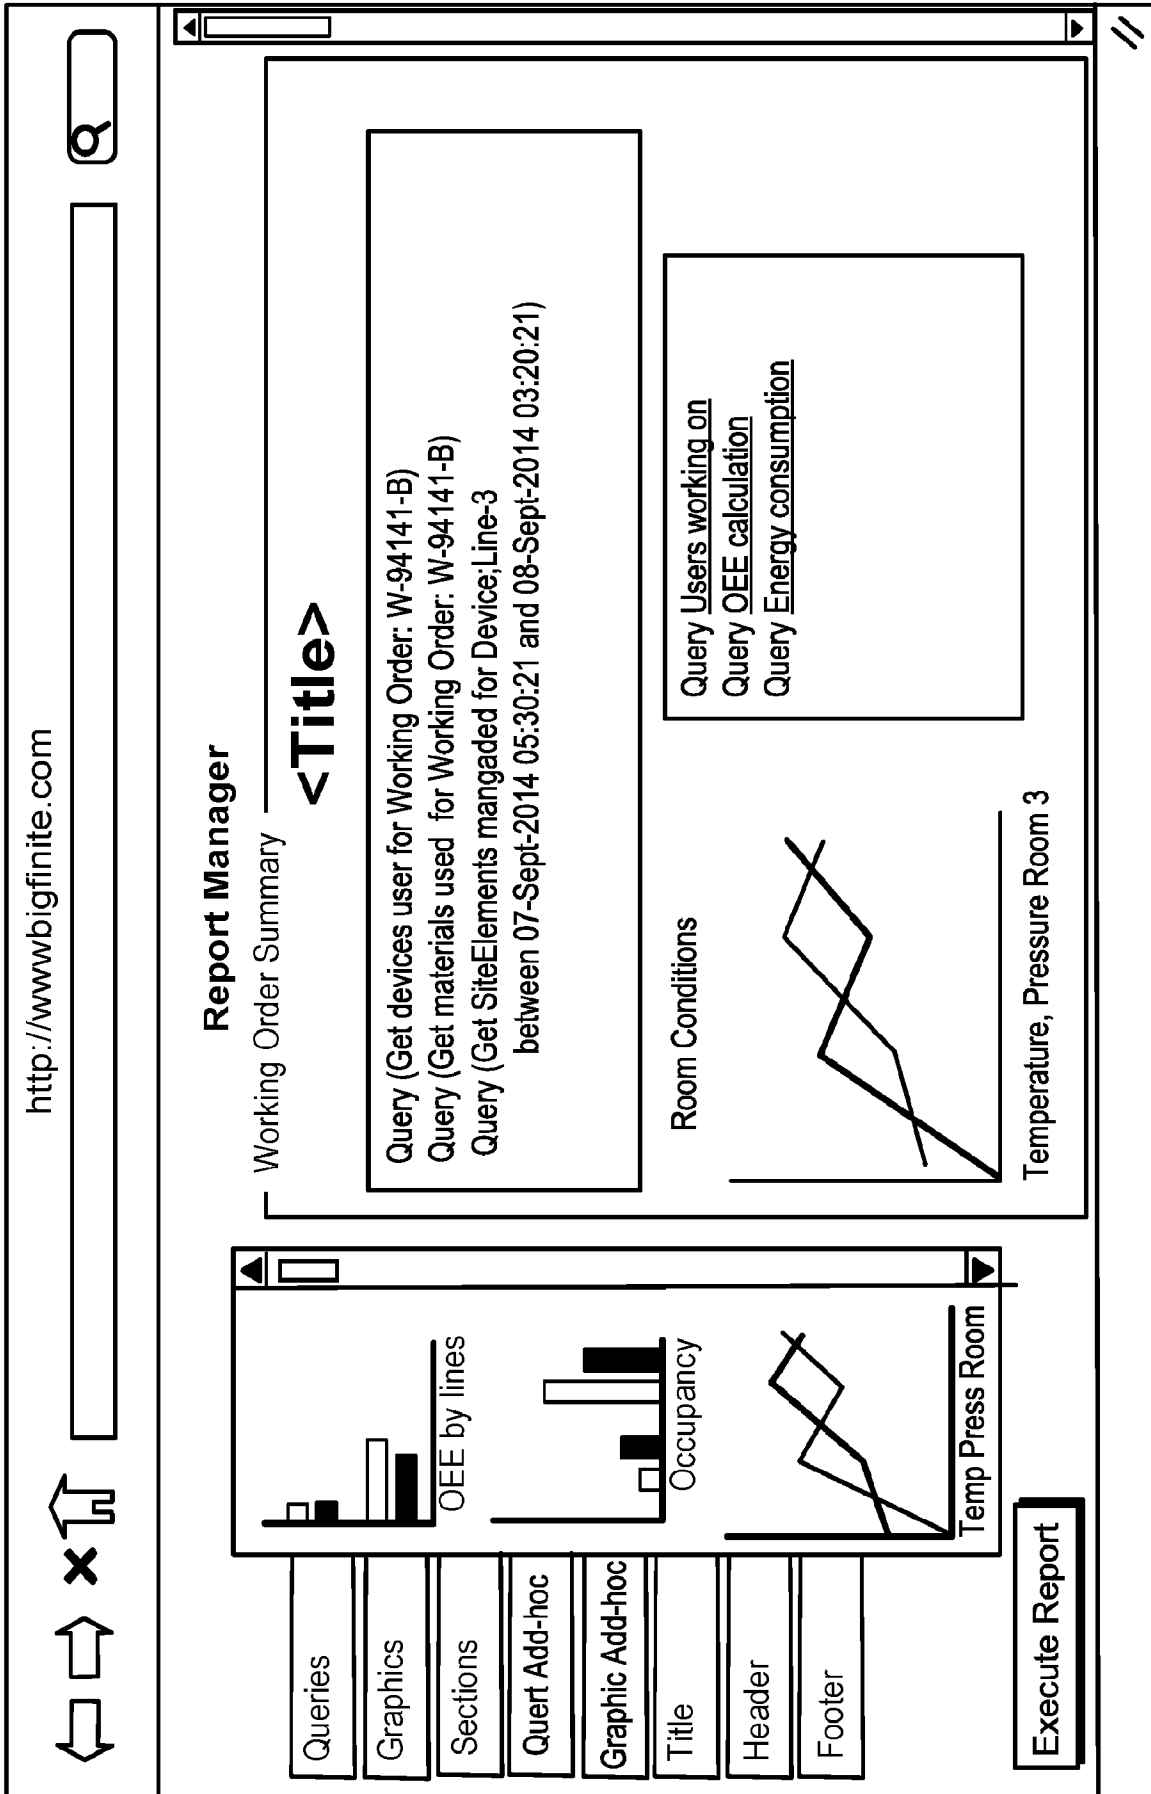 http://wwwbigfinite.com
Report Manager
Queries
Graphics
Sections
Quert Add-hoc
Graphic Add-hoc
Title
Header
Footer
Execute Report
OEE by lines
Occupancy
Temp Press Room
Working Order Summary
<Title>
Query (Get devices user for Working Order: W-94141-B)
Query (Get materials used for Working Order: W-94141-B)
Query (Get SiteElements mangaded for Device;Line-3
between 07-Sept-2014 05:30:21 and 08-Sept-2014 03:20:21)
Room Conditions
Temperature, Pressure Room 3
Query Users working on
Query OEE calculation
Query Energy consumption